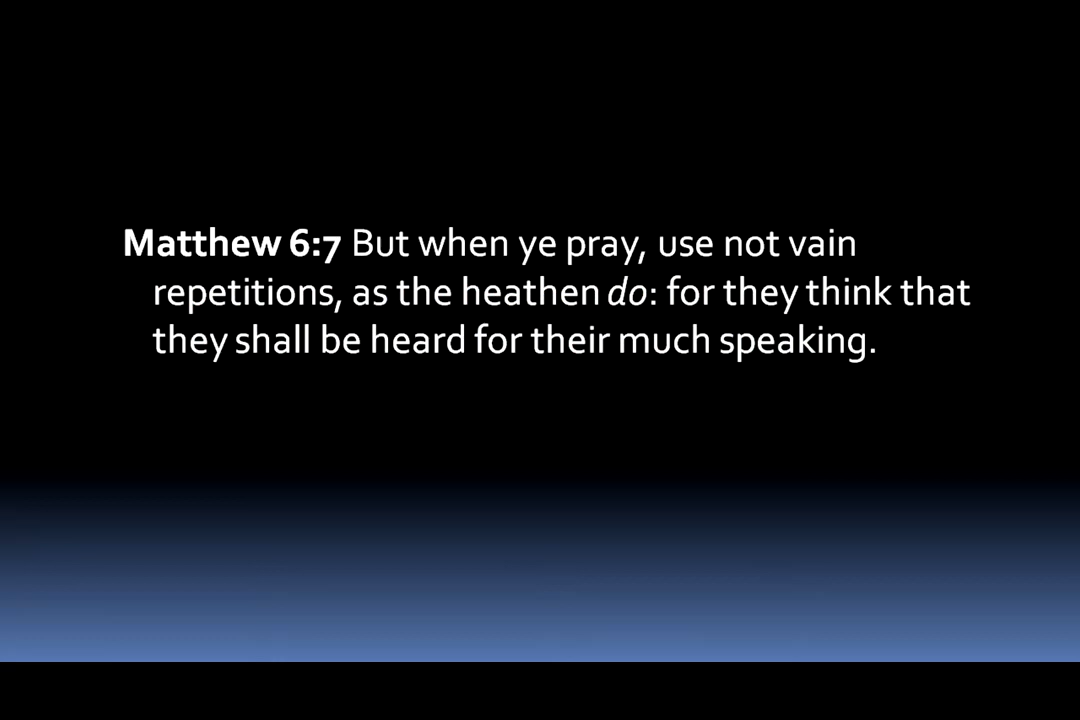 Matthew 6:7 But when ye pray, use not vain
repetitions, as the heathen do: for they think that
they shall be heard for their much speaking.